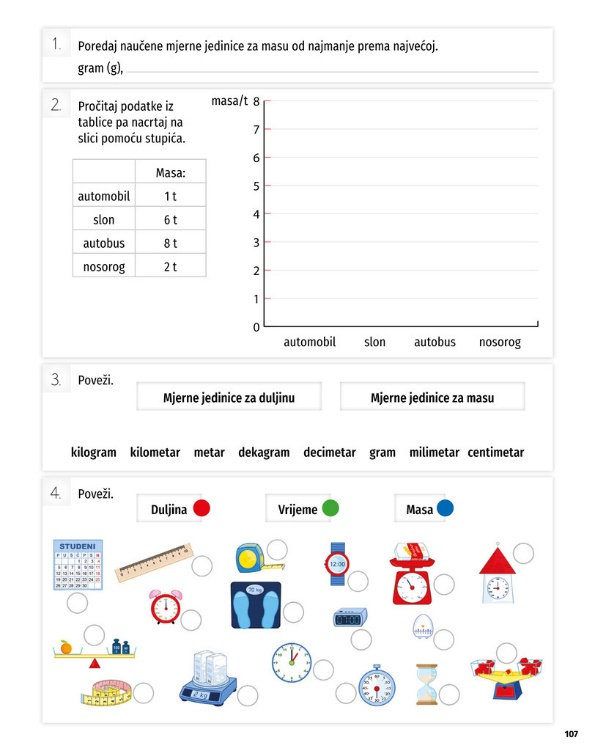 1.
Poredaj naučene mjerne jedinice za masu od najmanje prema najvećoj.
gram (g),
2.
Pročitaj podatke iz
tablice pa nacrtaj na
slici pomoću stupića.
Masa:
automobil 1 t
slon 6 t
autobus 8 t
nosorog 2 t
masa/t 8
7
6
5
4
3
2
1
0
automobil slon autobus nosorog
3.
Poveži.
Mjerne jedinice za duljinu
Mjerne jedinice za masu
kilogram kilometar metar dekagram decimetar gram milimetar centimetar
4.
Poveži.
Duljina
Vrijeme
Masa
STUDENI
12:00
70 kg
107